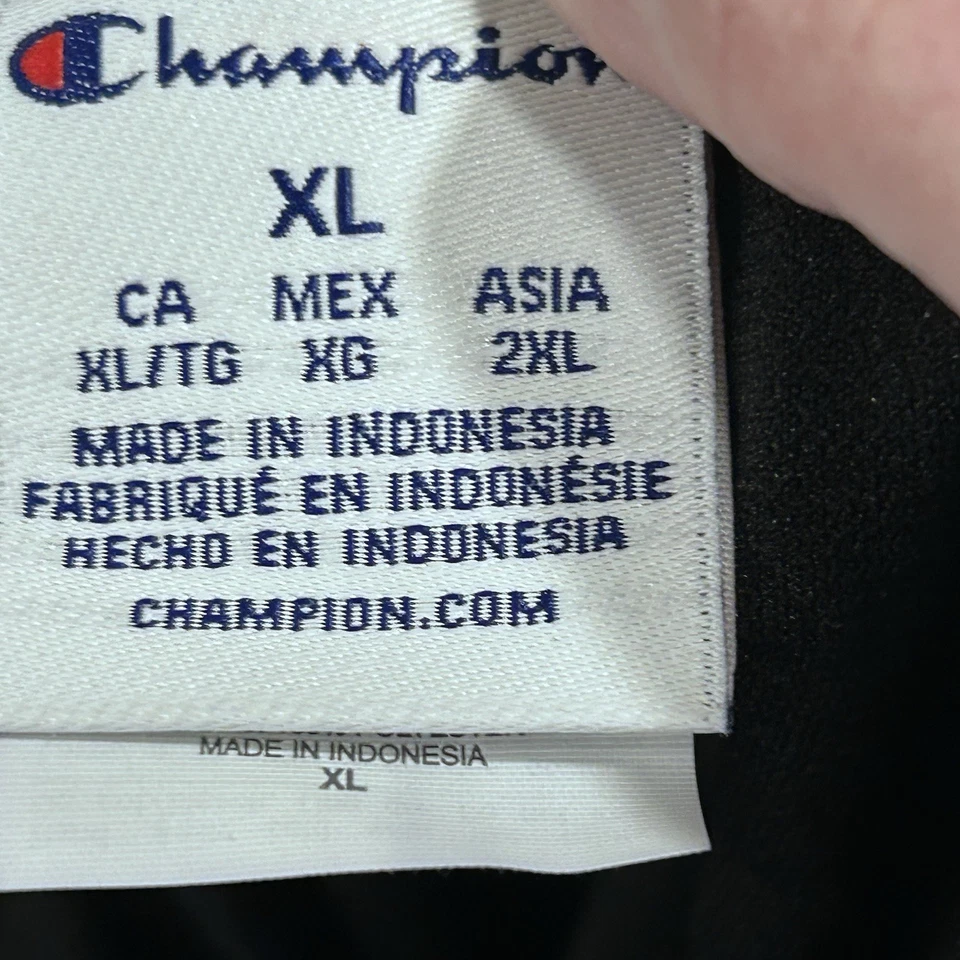 Champion
XL
CA MEX ASIA
XL/TG XG 2XL
MADE IN INDONESIA
FABRIQUÉ EN INDONÉSIE
HECHO EN INDONESIA
CHAMPION.COM
MADE IN INDONESIA
XL